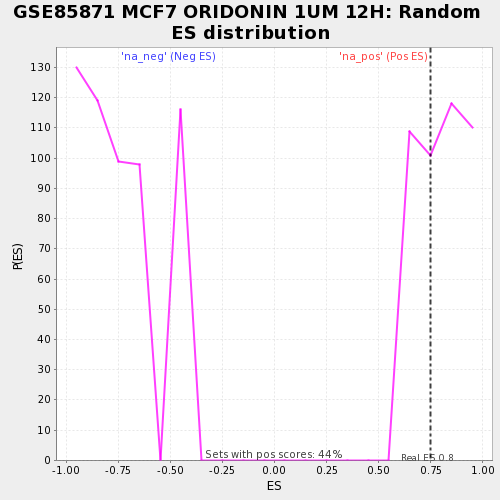 GSE85871 MCF7 ORIDONIN 1UM 12H: Random
ES distribution
'na_neg' (Neg ES)
'na_pos' (Pos ES)
130
120
110
100
90
80
70
60
50
40
30
20
10
0
P(ES)
Sets with pos scores: 44%
Real ES 0.8
-1.00
-0.75
-0.50
-0.25
0.00
0.25
0.50
0.75
1.00
ES